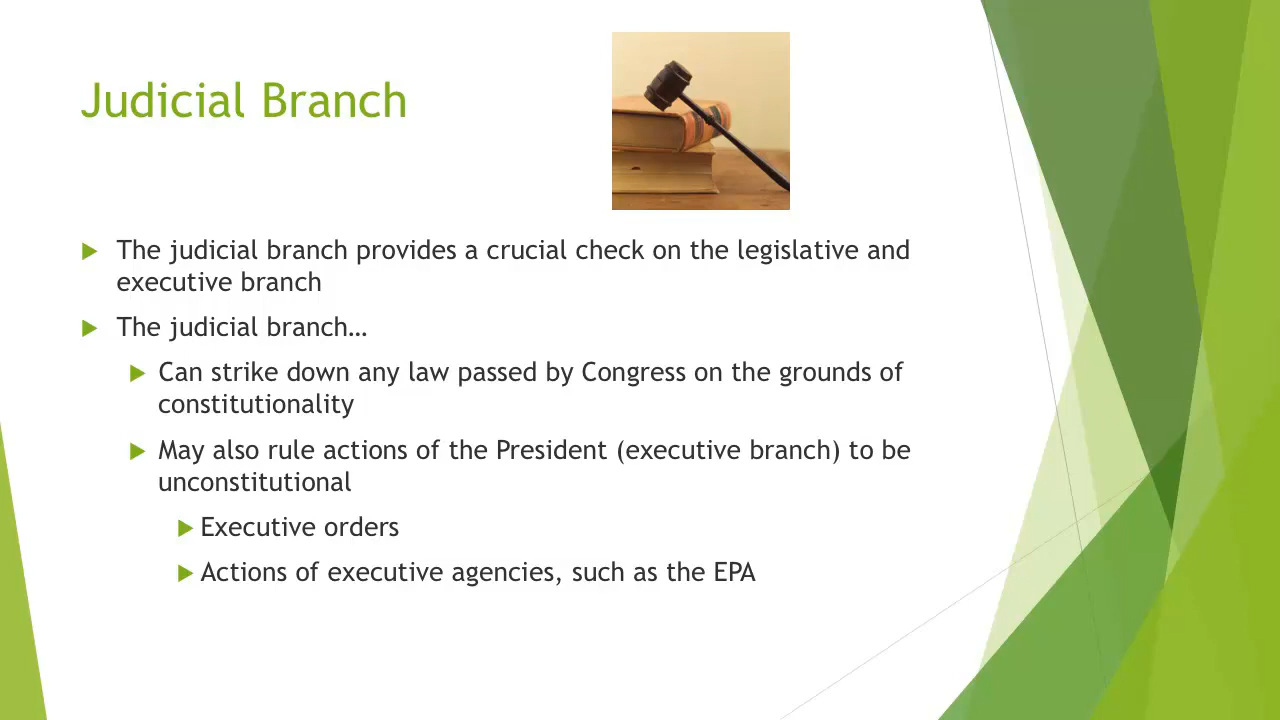 Judicial Branch
The judicial branch provides a crucial check on the legislative and
executive branch
The judicial branch…
Can strike down any law passed by Congress on the grounds of
constitutionality
May also rule actions of the President (executive branch) to be
unconstitutional
Executive orders
Actions of executive agencies, such as the EPA